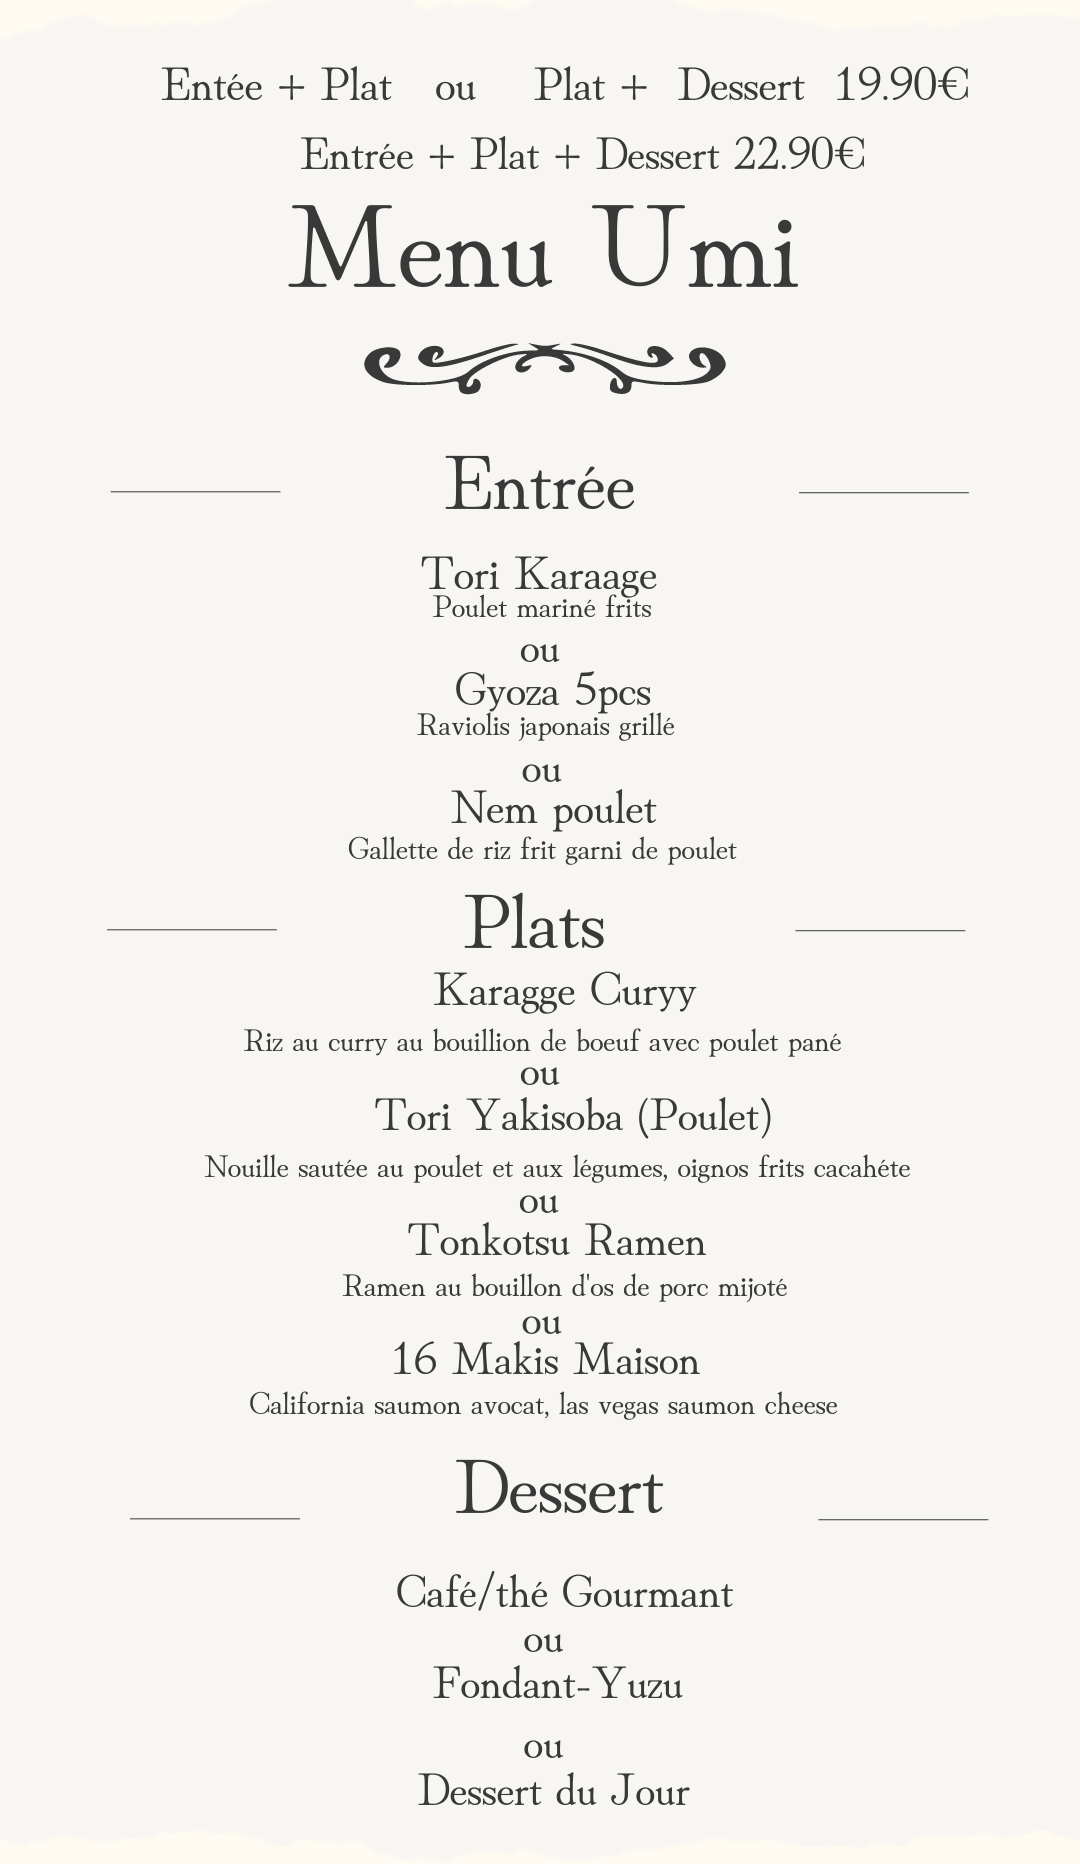 Entée + Plat ou Plat + Dessert 19.90€
Entrée + Plat + Dessert 22.90€
Menu Umi
Entrée
Tori Karaage
Poulet mariné frits
ou
Gyoza 5pcs
Raviolis japonais grillé
ou
Nem poulet
Gallette de riz frit garni de poulet
Plats
Karagge Curyy
Riz au curry au bouillion de boeuf avec poulet pané
ou
Tori Yakisoba (Poulet)
Nouille sautée au poulet et aux légumes, oignos frits cacahéte
ou
Tonkotsu Ramen
Ramen au bouillon d'os de porc mijoté
ou
16 Makis Maison
California saumon avocat, las vegas saumon cheese
Dessert
Café/thé Gourmant
ou
Fondant-Yuzu
ou
Dessert du Jour